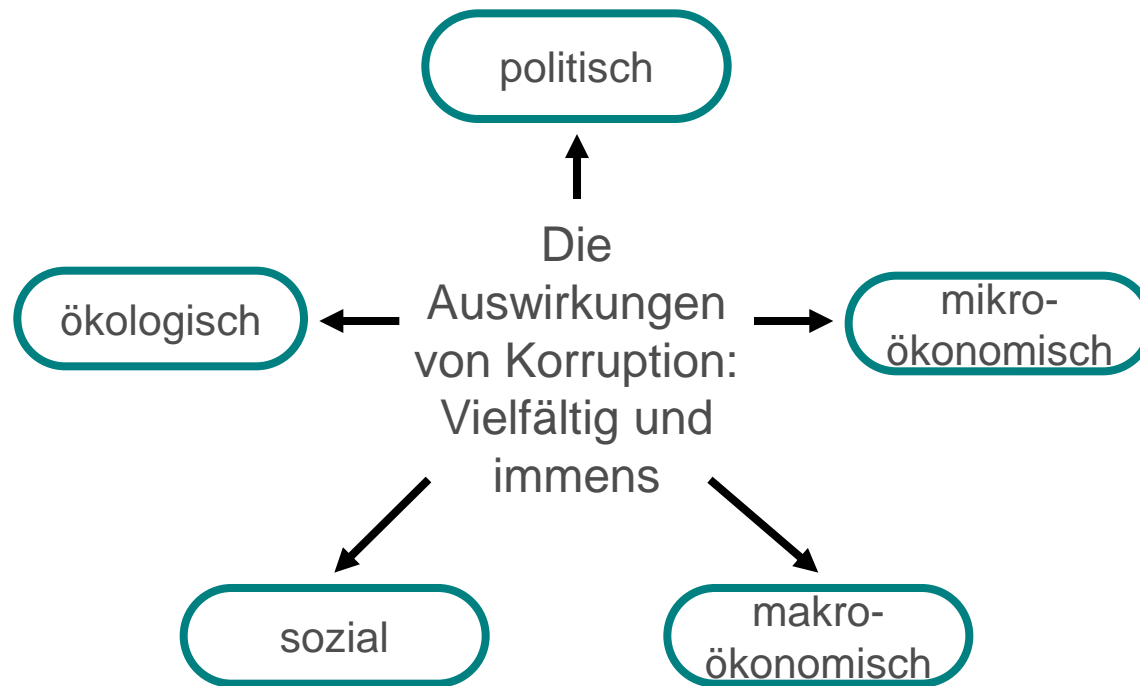 politisch
Die
Auswirkungen
von Korruption:
Vielfältig und
immens
ökologisch
mikro-
ökonomisch
sozial
makro-
ökonomisch